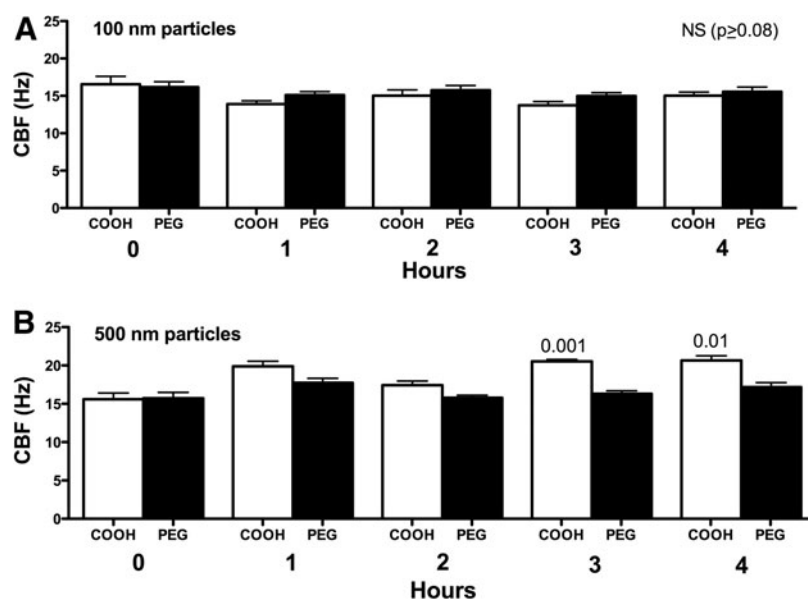 A
100 nm particles
NS (p≥0.08)
CBF (Hz)
25
20
15
10
5
0
COOH PEG COOH PEG COOH PEG COOH PEG COOH PEG
0 1 2 3 4
Hours
B
500 nm particles
0.001 0.01
CBF (Hz)
25
20
15
10
5
0
COOH PEG COOH PEG COOH PEG COOH PEG COOH PEG
0 1 2 3 4
Hours